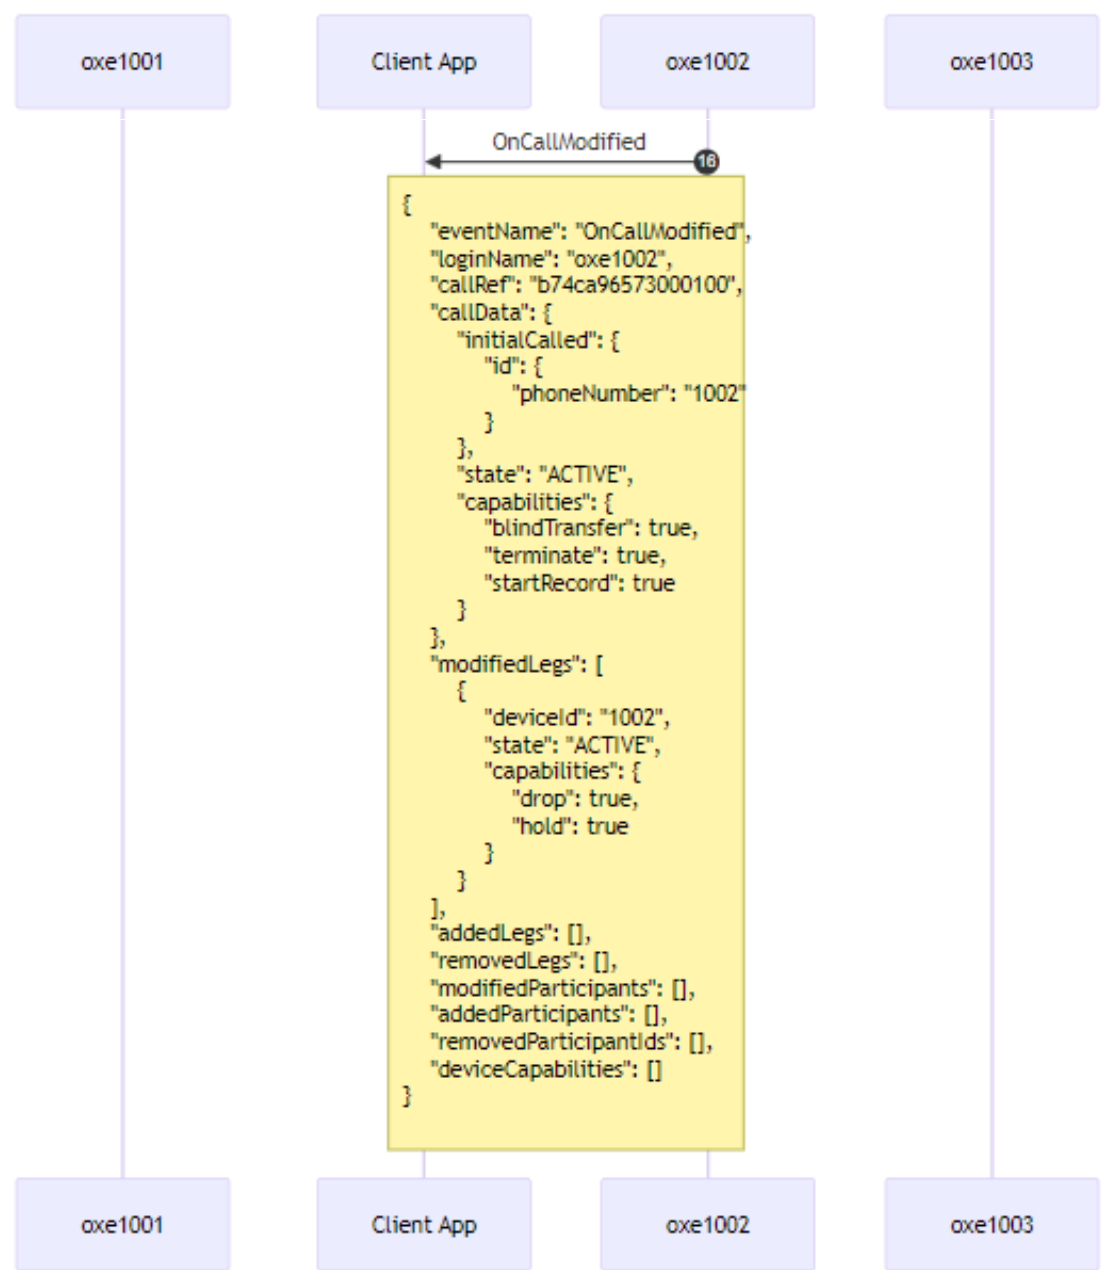 oxe1001 Client App oxe1002 oxe1003
OnCallModified
16
{
"eventName": "OnCallModified",
"loginName": "oxe1002",
"callRef": "b74ca96573000100",
"callData": {
"initialCalled": {
"id": {
"phoneNumber": "1002"
}
},
"state": "ACTIVE",
"capabilities": {
"blindTransfer": true,
"terminate": true,
"startRecord": true
}
},
"modifiedLegs": [
{
"deviceId": "1002",
"state": "ACTIVE",
"capabilities": {
"drop": true,
"hold": true
}
}
],
"addedLegs": [],
"removedLegs": [],
"modifiedParticipants": [],
"addedParticipants": [],
"removedParticipantIds": [],
"deviceCapabilities": []
}
oxe1001 Client App oxe1002 oxe1003